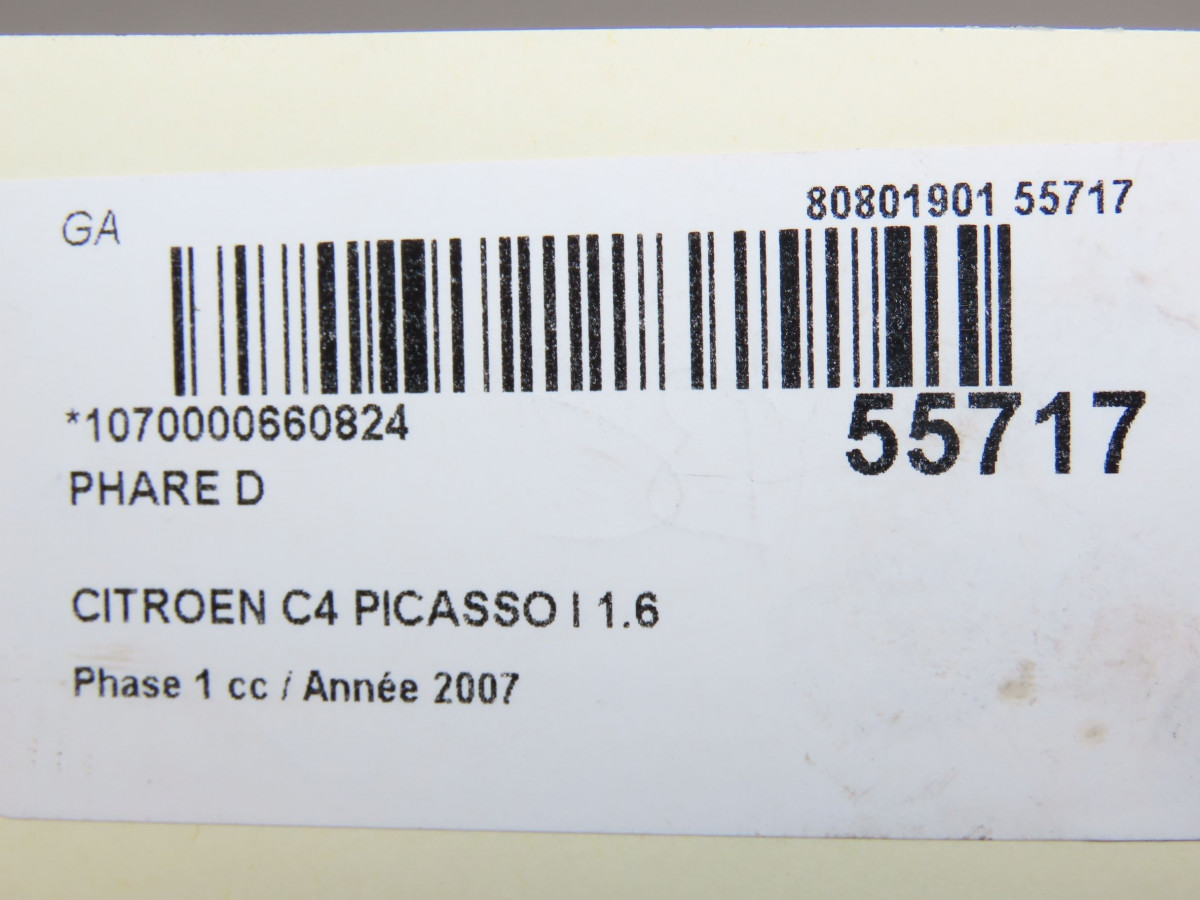 GA
80801901 55717
*1070000660824
55717
PHARE D
CITROEN C4 PICASSO I 1.6
Phase 1 cc / Année 2007